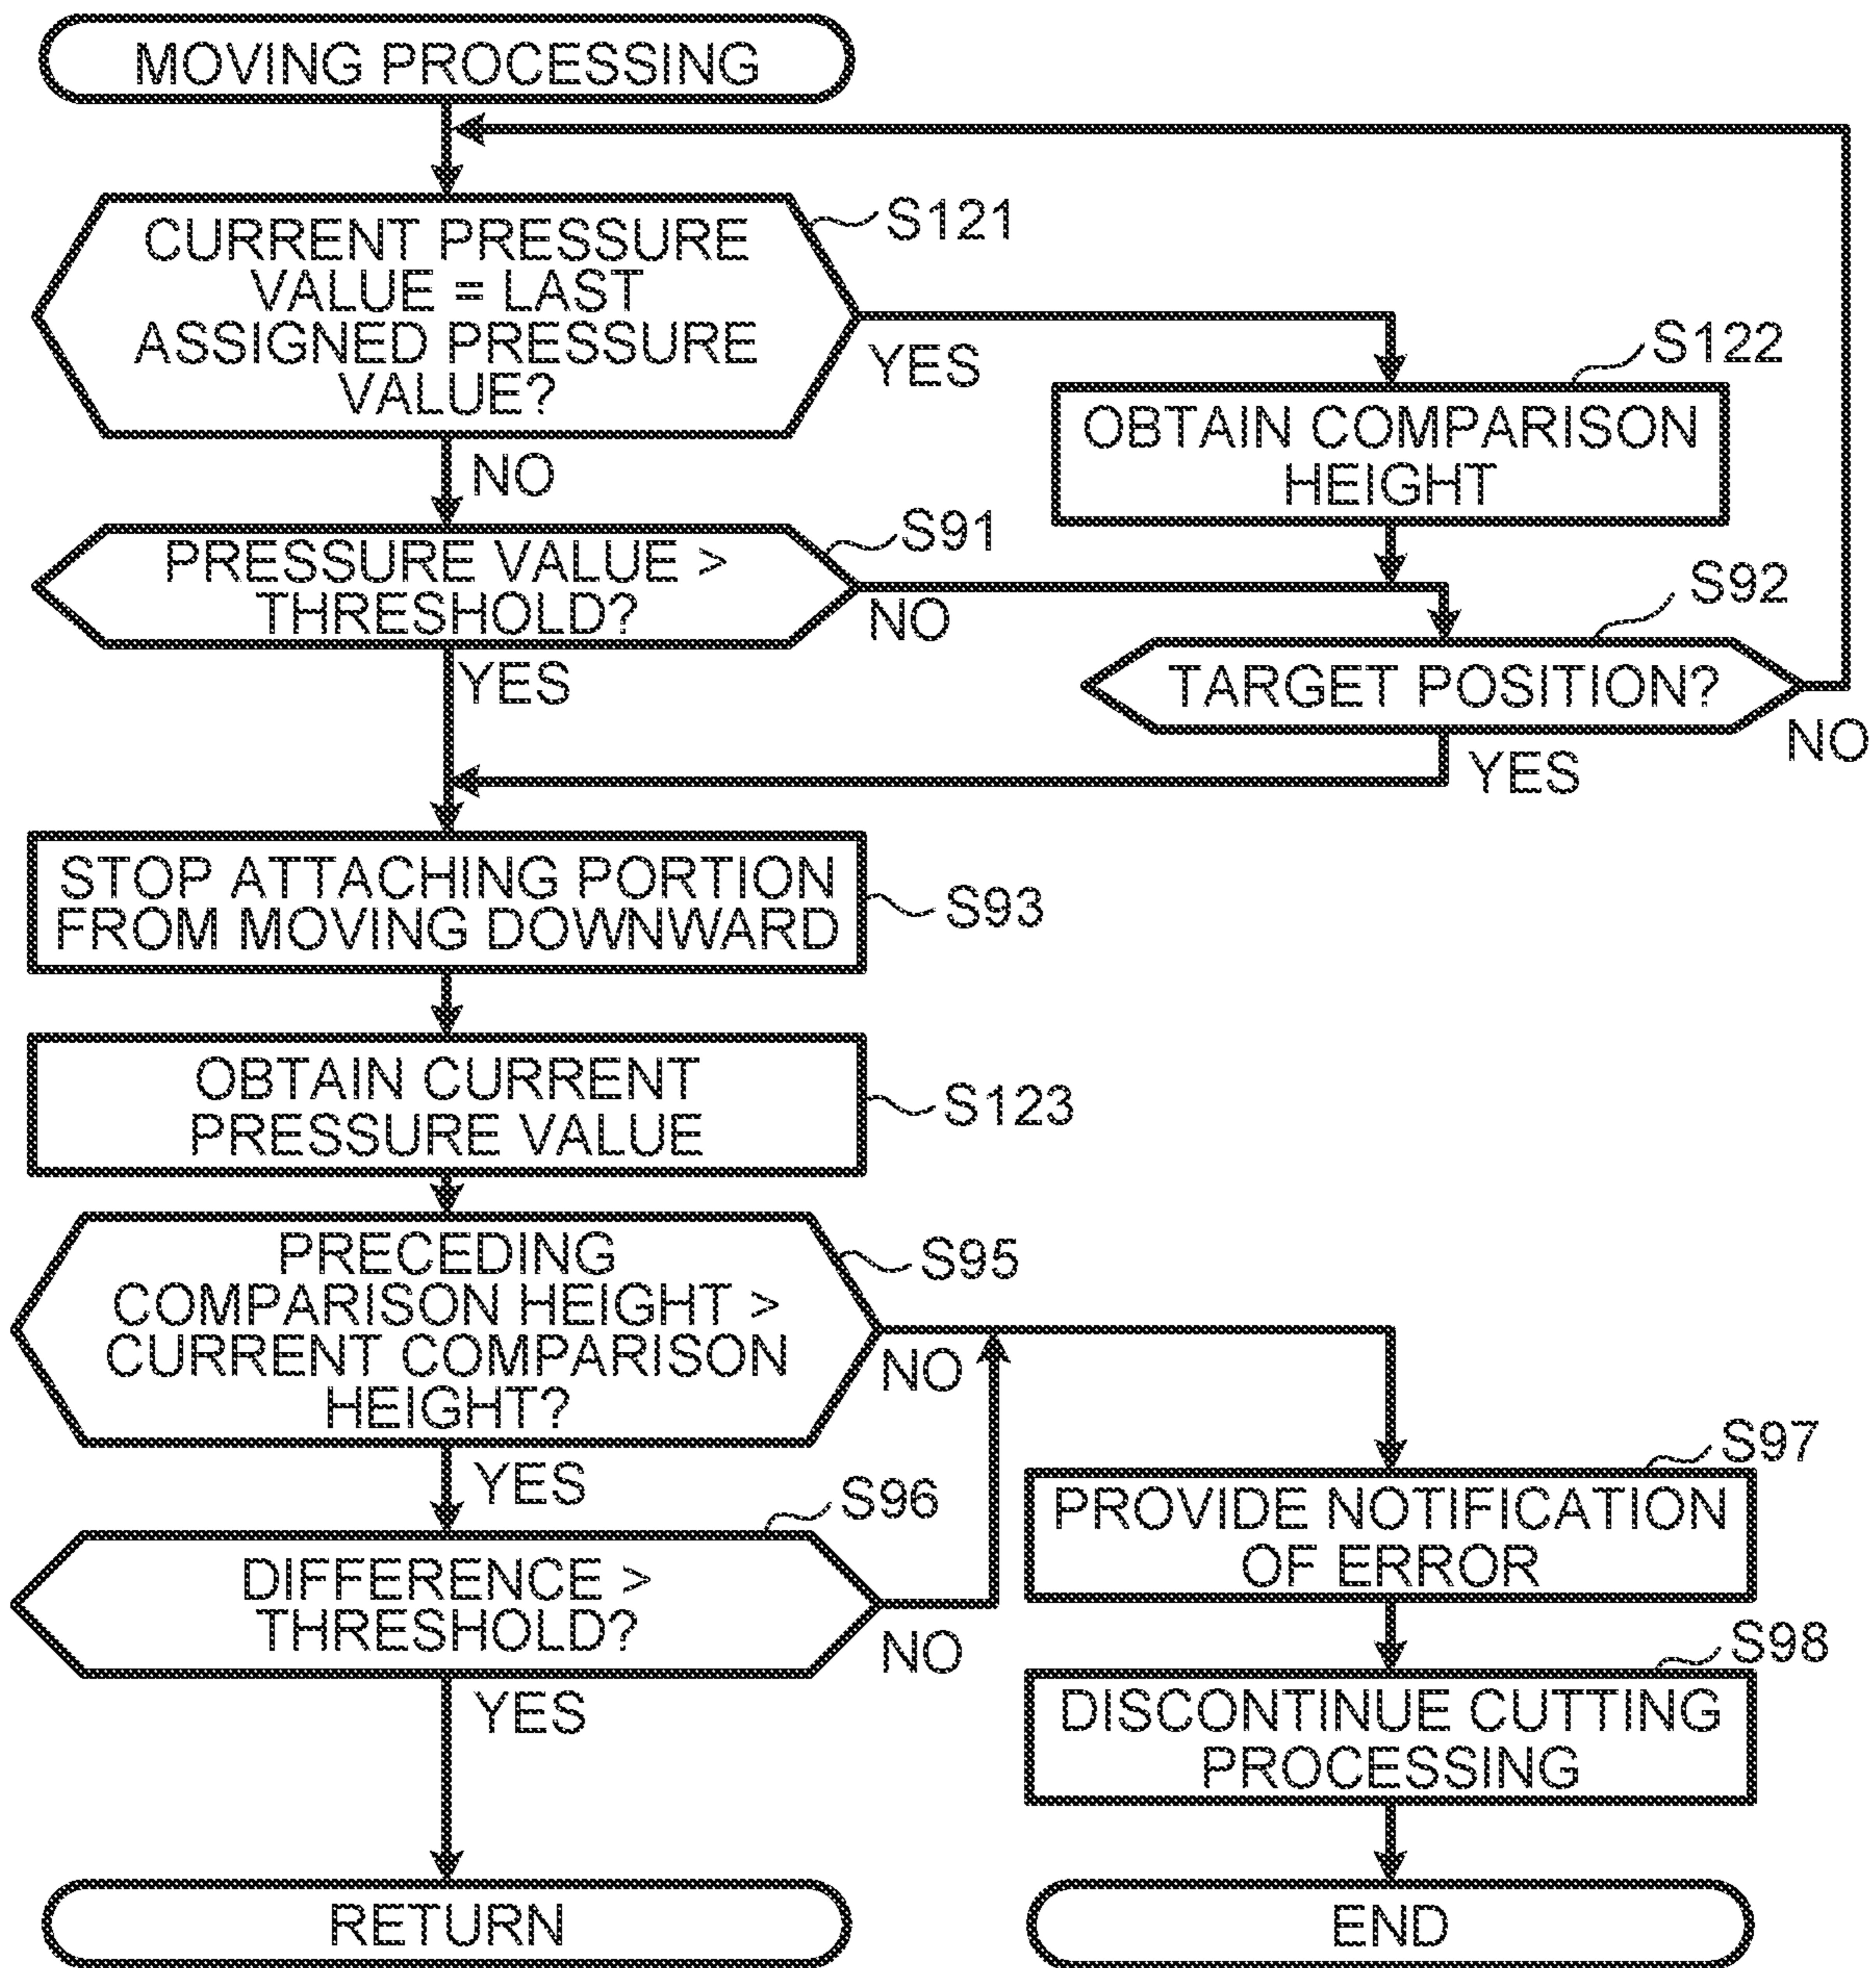 MOVING PROCESSING
CURRENT PRESSURE
VALUE = LAST
ASSIGNED PRESSURE
VALUE?
S121
YES
NO
S122
OBTAIN COMPARISON
HEIGHT
PRESSURE VALUE >
THRESHOLD?
S91
NO
YES
S92
TARGET POSITION?
NO
YES
STOP ATTACHING PORTION
FROM MOVING DOWNWARD
S93
OBTAIN CURRENT
PRESSURE VALUE
S123
PRECEDING
COMPARISON HEIGHT >
CURRENT COMPARISON
HEIGHT?
S95
NO
YES
S96
DIFFERENCE >
THRESHOLD?
NO
YES
S97
PROVIDE NOTIFICATION
OF ERROR
S98
DISCONTINUE CUTTING
PROCESSING
RETURN
END